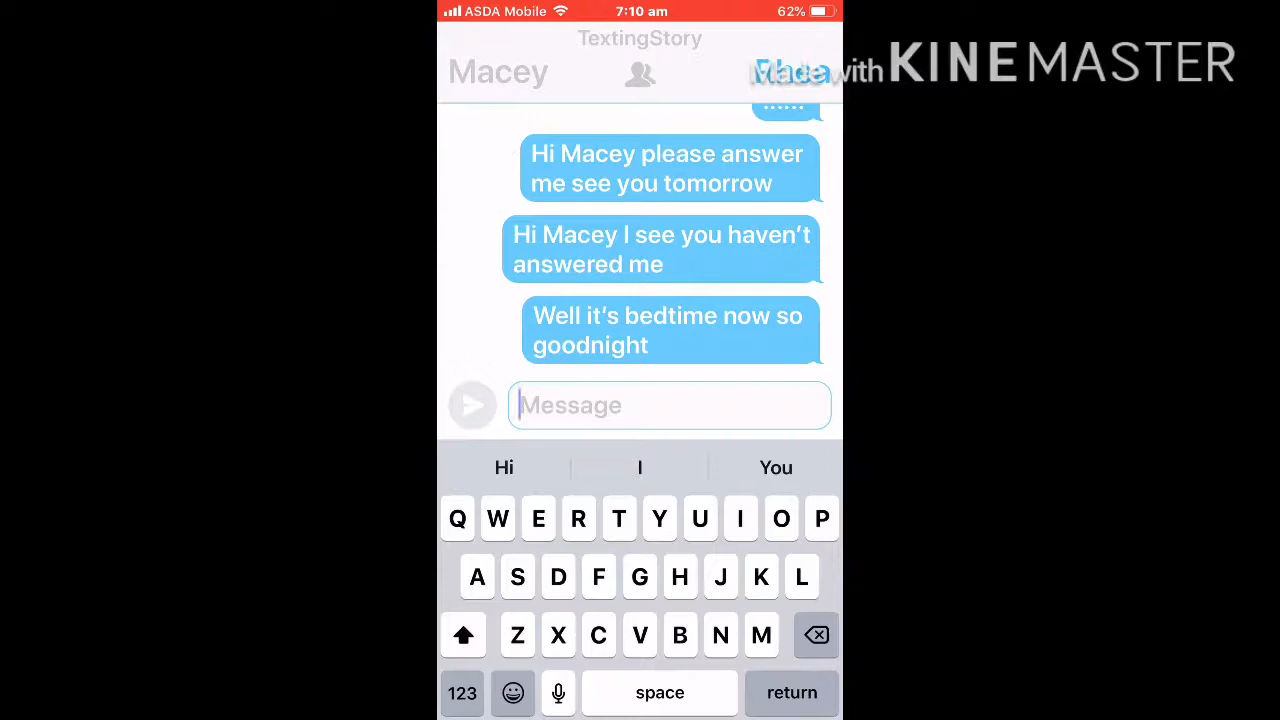 ASDA Mobile 7:10 am 62%
TextingStory
Macey Rhea
Made with KINEMASTER
......
Hi Macey please answer
me see you tomorrow
Hi Macey I see you haven’t
answered me
Well it’s bedtime now so
goodnight
Message
Hi I You
Q W E R T Y U I O P
A S D F G H J K L
Z X C V B N M
123 space return